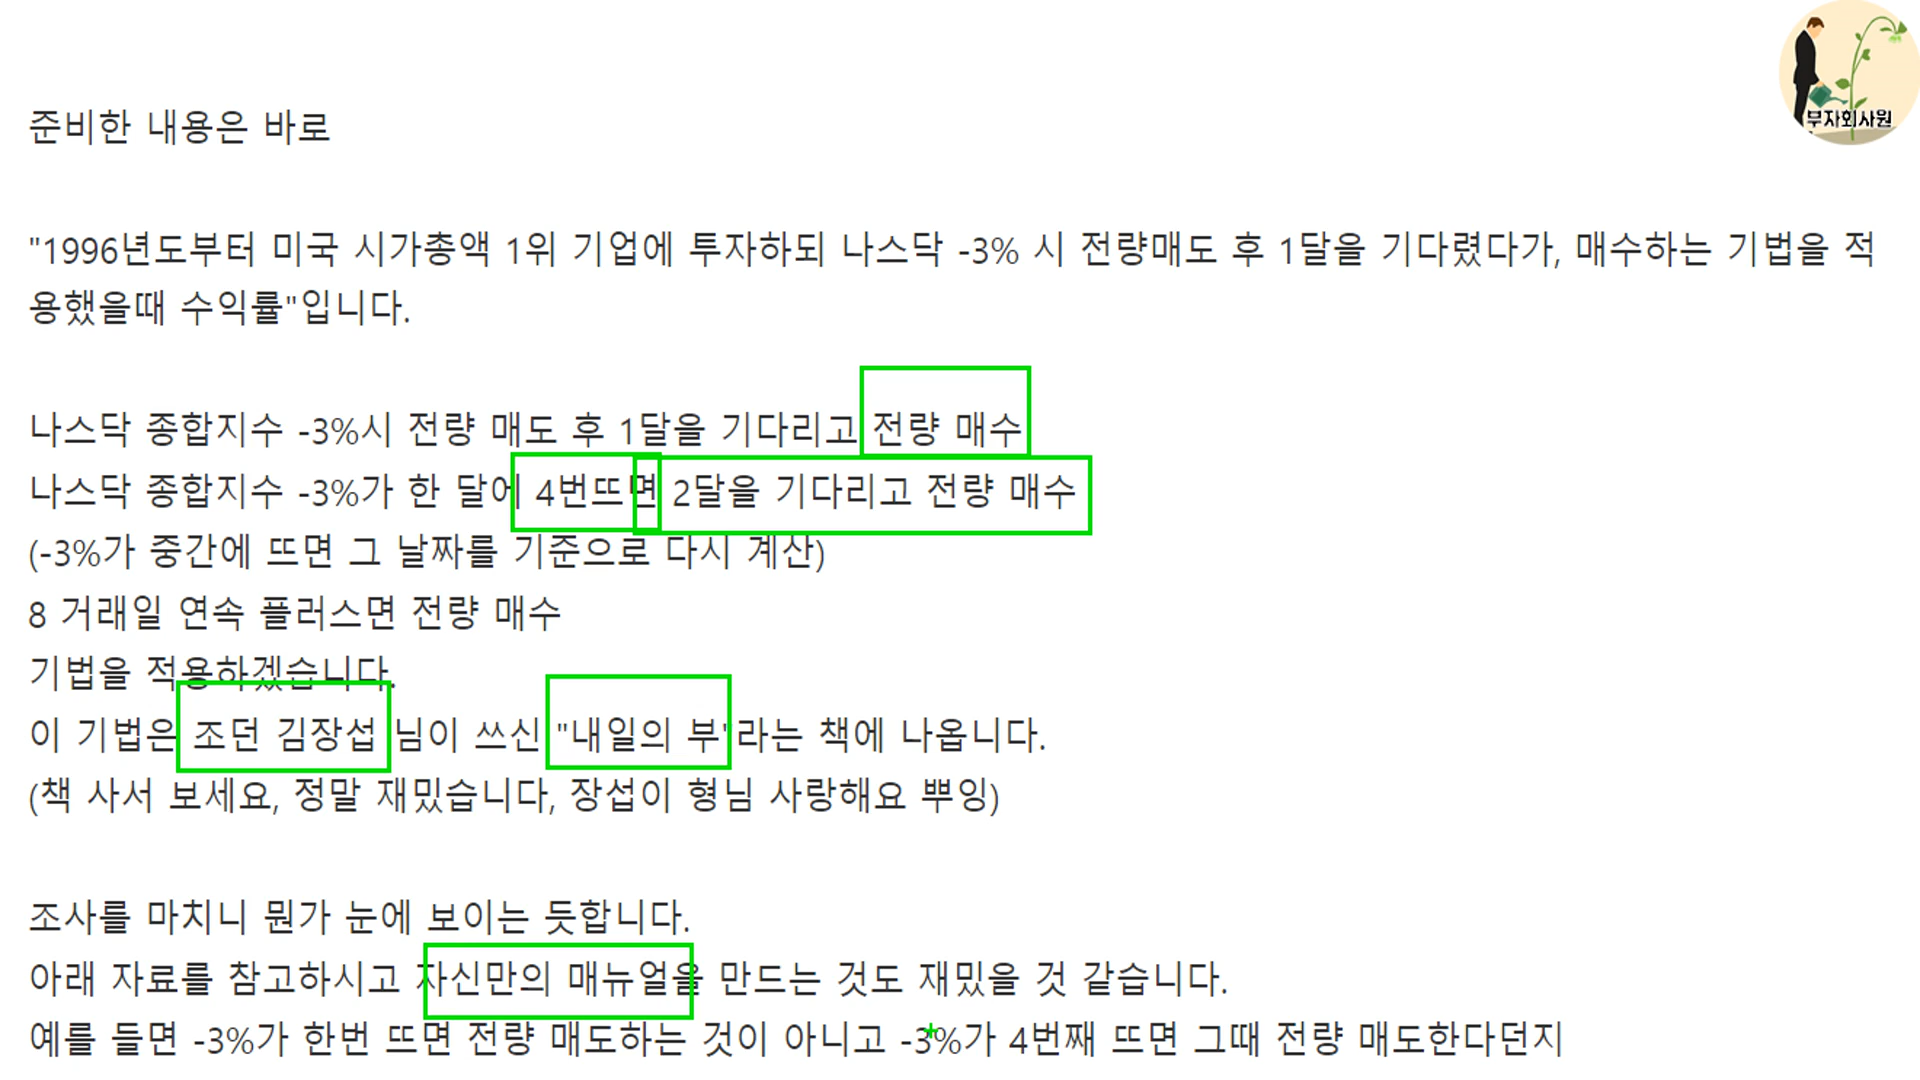 부자회사원
준비한 내용은 바로
"1996년도부터 미국 시가총액 1위 기업에 투자하되 나스닥 -3% 시 전량매도 후 1달을 기다렸다가, 매수하는 기법을 적
용했을때 수익률"입니다.
나스닥 종합지수 -3%시 전량 매도 후 1달을 기다리고 전량 매수
나스닥 종합지수 -3%가 한 달에 4번뜨면 2달을 기다리고 전량 매수
(-3%가 중간에 뜨면 그 날짜를 기준으로 다시 계산)
8 거래일 연속 플러스면 전량 매수
기법을 적용하겠습니다.
이 기법은 조던 김장섭 님이 쓰신 "내일의 부"라는 책에 나옵니다.
(책 사서 보세요, 정말 재밌습니다, 장섭이 형님 사랑해요 뿌잉)
조사를 마치니 뭔가 눈에 보이는 듯합니다.
아래 자료를 참고하시고 자신만의 매뉴얼을 만드는 것도 재밌을 것 같습니다.
예를 들면 -3%가 한번 뜨면 전량 매도하는 것이 아니고 -3%가 4번째 뜨면 그때 전량 매도한다던지